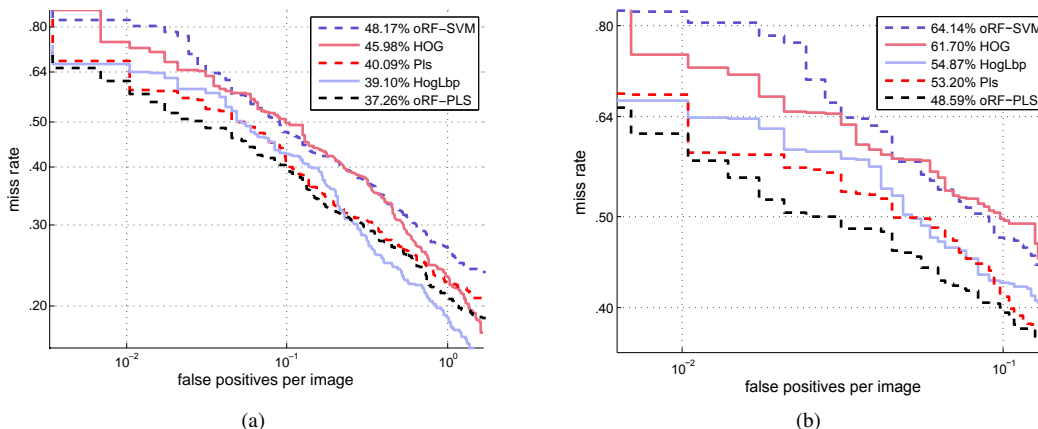 .80
.64
.50
.40
.30
.20
miss rate
48.17% oRF−SVM
45.98% HOG
40.09% Pls
39.10% HogLbp
37.26% oRF−PLS
10−2
10−1
100
false positives per image
(a)
.80
.64
.50
.40
miss rate
64.14% oRF−SVM
61.70% HOG
54.87% HogLbp
53.20% Pls
48.59% oRF−PLS
10−2
10−1
false positives per image
(b)